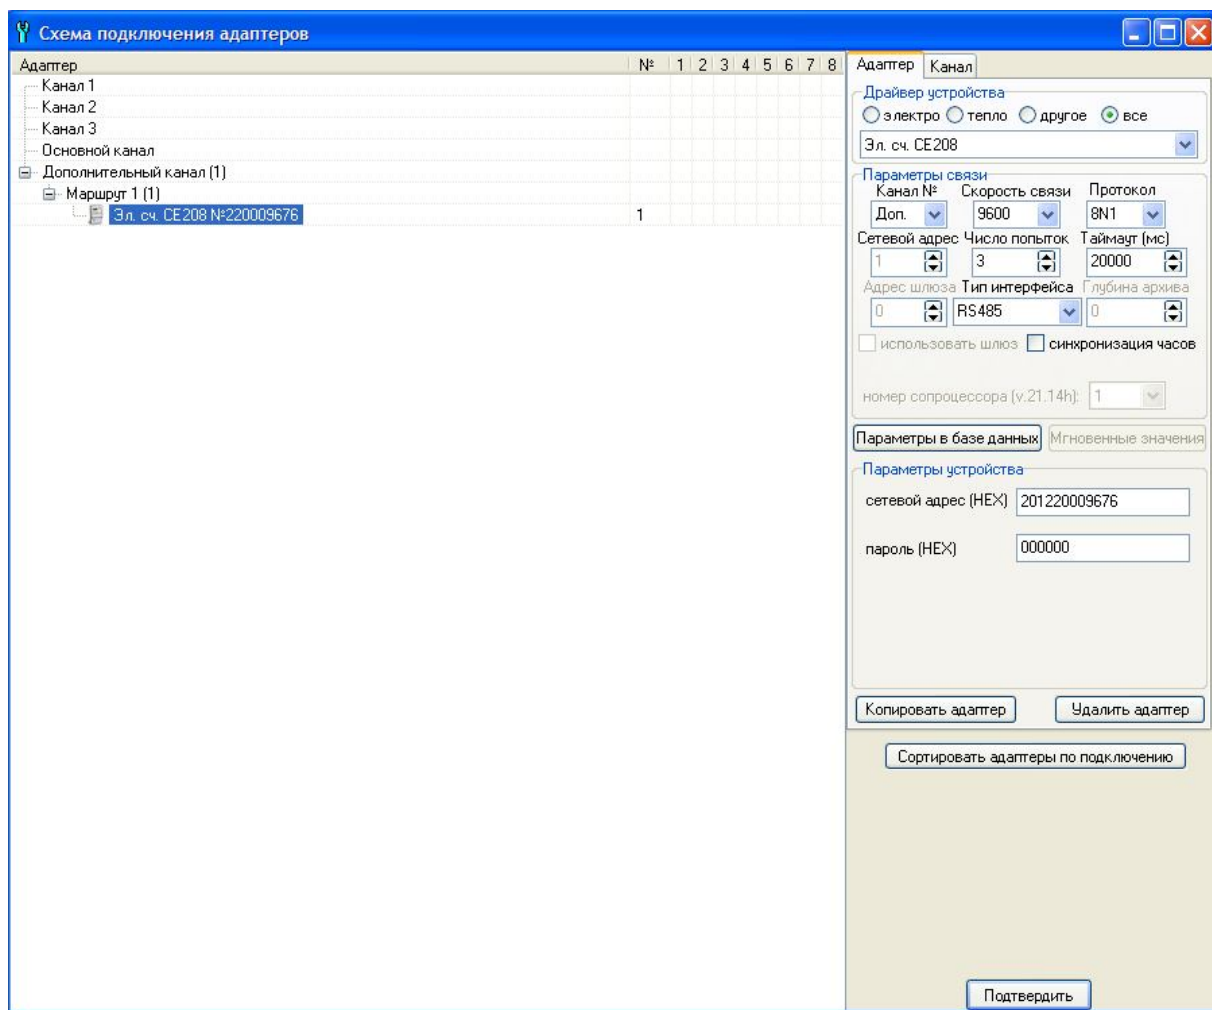 Схема подключения адаптеров
Адаптер № 1 2 3 4 5 6 7 8
Канал 1
Канал 2
Канал 3
Основной канал
Дополнительный канал (1)
Маршрут 1 (1)
Эл. сч. СЕ208 №220009676 1
Адаптер Канал
Драйвер устройства
электро тепло другое все
Эл. сч. СЕ208
Параметры связи
Канал № Скорость связи Протокол
Доп. 9600 8N1
Сетевой адрес Число попыток Таймаут (мс)
1 3 20000
Адрес шлюза Тип интерфейса Глубина архива
0 RS485 0
использовать шлюз синхронизация часов
номер сопроцессора (v.21.14h): 1
Параметры в базе данных Мгновенные значения
Параметры устройства
сетевой адрес (HEX) 201220009676
пароль (HEX) 000000
Копировать адаптер Удалить адаптер
Сортировать адаптеры по подключению
Подтвердить